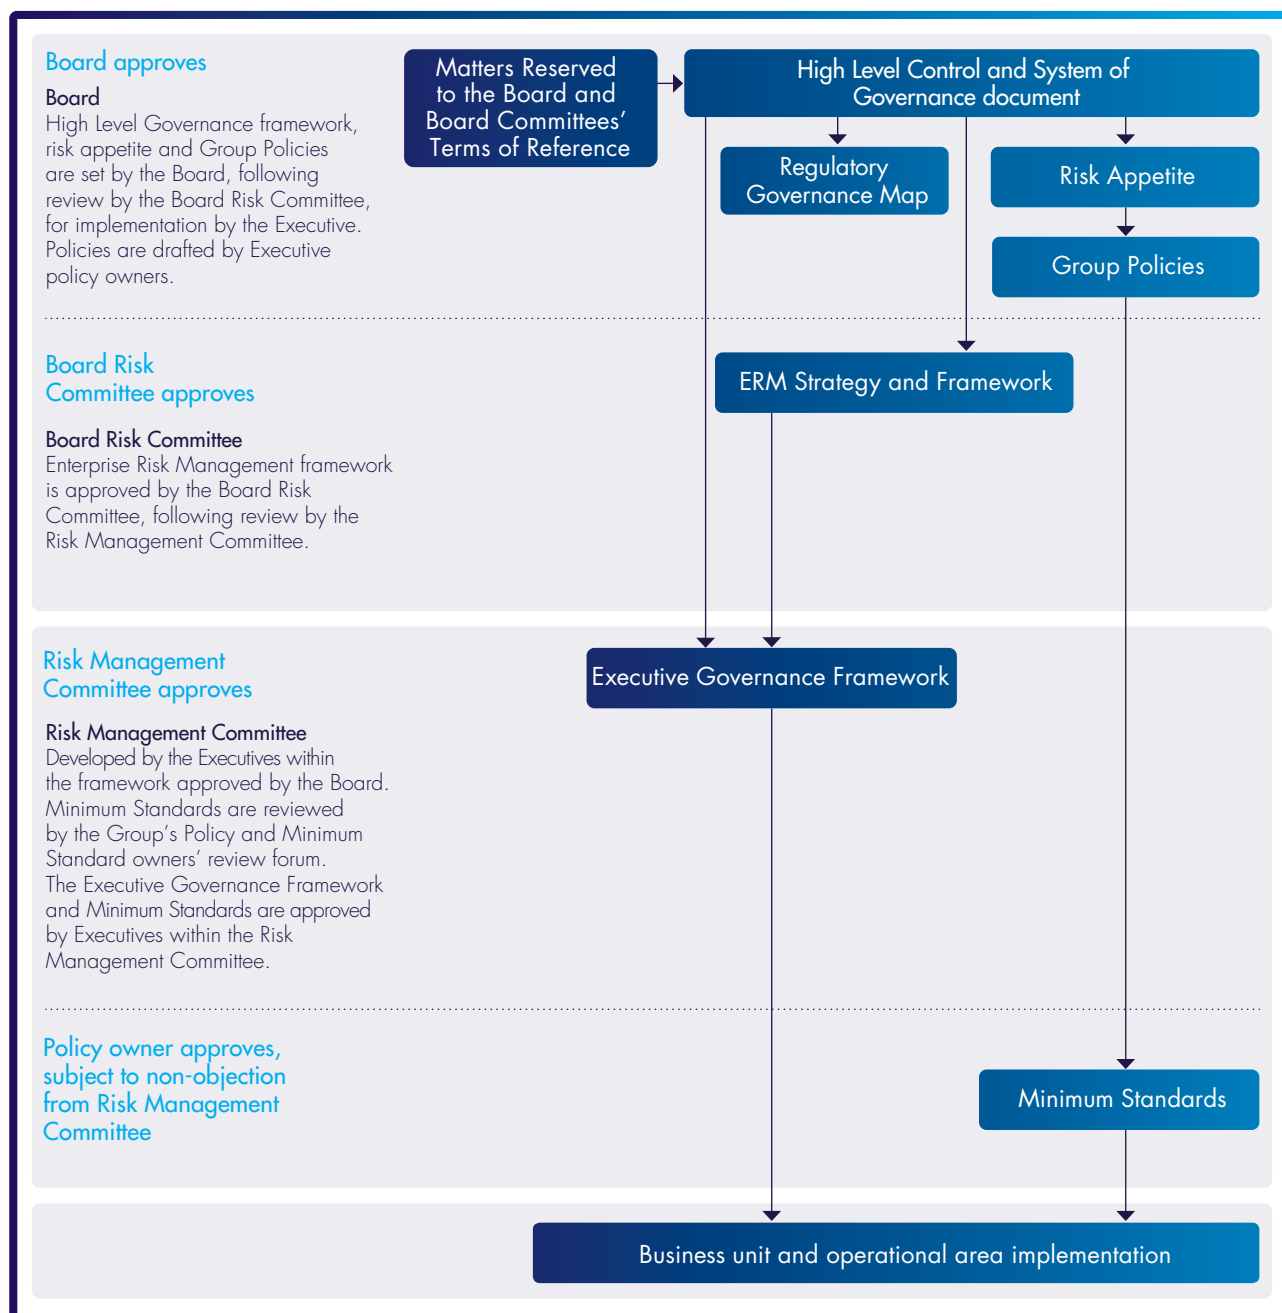 Board approves
Board
High Level Governance framework,
risk appetite and Group Policies
are set by the Board, following
review by the Board Risk Committee,
for implementation by the Executive.
Policies are drafted by Executive
policy owners.
Matters Reserved
to the Board and
Board Committees’
Terms of Reference
High Level Control and System of
Governance document
Regulatory
Governance Map
Risk Appetite
Group Policies
Board Risk
Committee approves
Board Risk Committee
Enterprise Risk Management framework
is approved by the Board Risk
Committee, following review by the
Risk Management Committee.
ERM Strategy and Framework
Risk Management
Committee approves
Risk Management Committee
Developed by the Executives within
the framework approved by the Board.
Minimum Standards are reviewed
by the Group’s Policy and Minimum
Standard owners’ review forum.
The Executive Governance Framework
and Minimum Standards are approved
by Executives within the Risk
Management Committee.
Executive Governance Framework
Policy owner approves,
subject to non-objection
from Risk Management
Committee
Minimum Standards
Business unit and operational area implementation